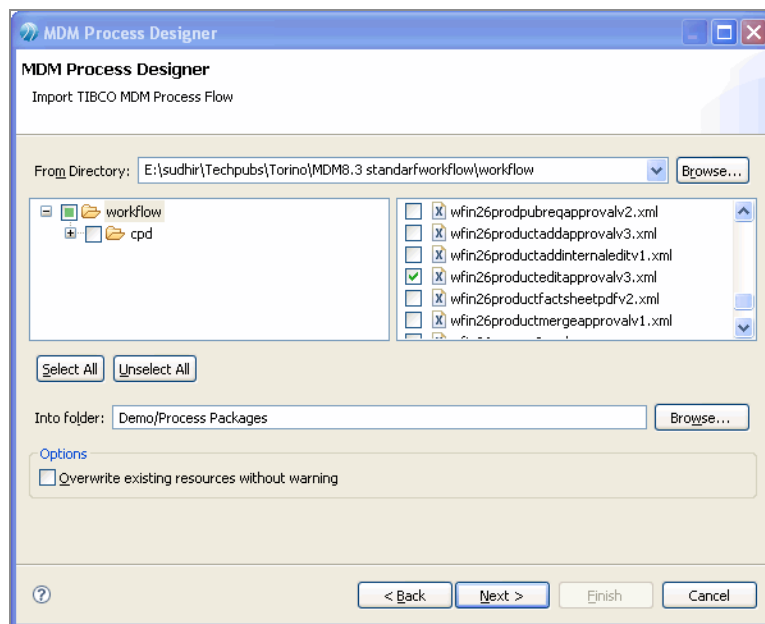 MDM Process Designer
MDM Process Designer
Import TIBCO MDM Process Flow
From Directory: E:\sudhir\Techpubs\Torino\MDM8.3 standarfworkflow\workflow Browse...
workflow
cpd
wfin26prodpubreqapprovalv2.xml
wfin26productaddapprovalv3.xml
wfin26productaddinternaleditv1.xml
wfin26producteditapprovalv3.xml
wfin26productfactsheetpdfv2.xml
wfin26productmergeapprovalv1.xml
Select All Unselect All
Into folder: Demo/Process Packages Browse...
Options
Overwrite existing resources without warning
< Back Next > Finish Cancel